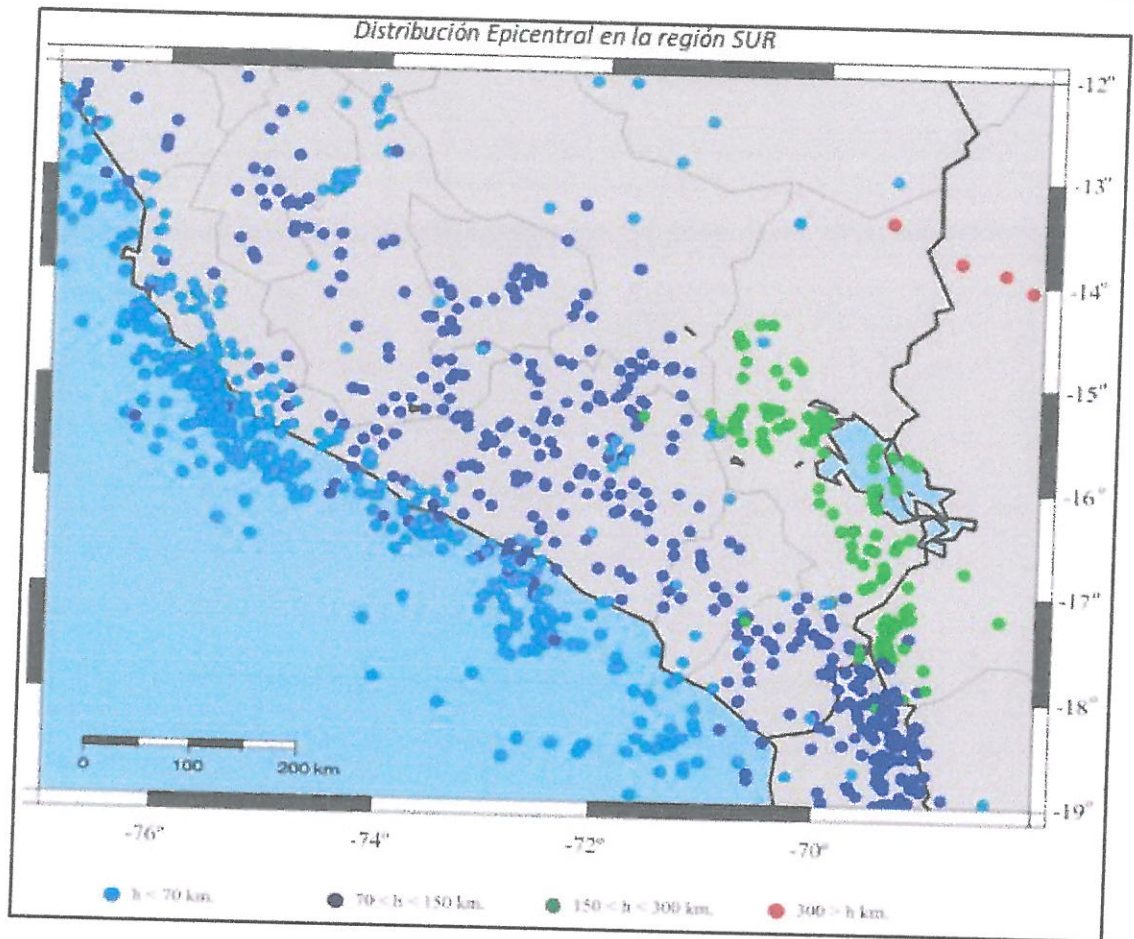 Distribución Epicentral en la región SUR
-12°
-13°
-14°
-15°
-16°
-17°
-18°
-19°
0 100 200 km
-76° -74° -72° -70°
h < 70 km. 70 < h < 150 km. 150 < h < 300 km. 300 > h km.